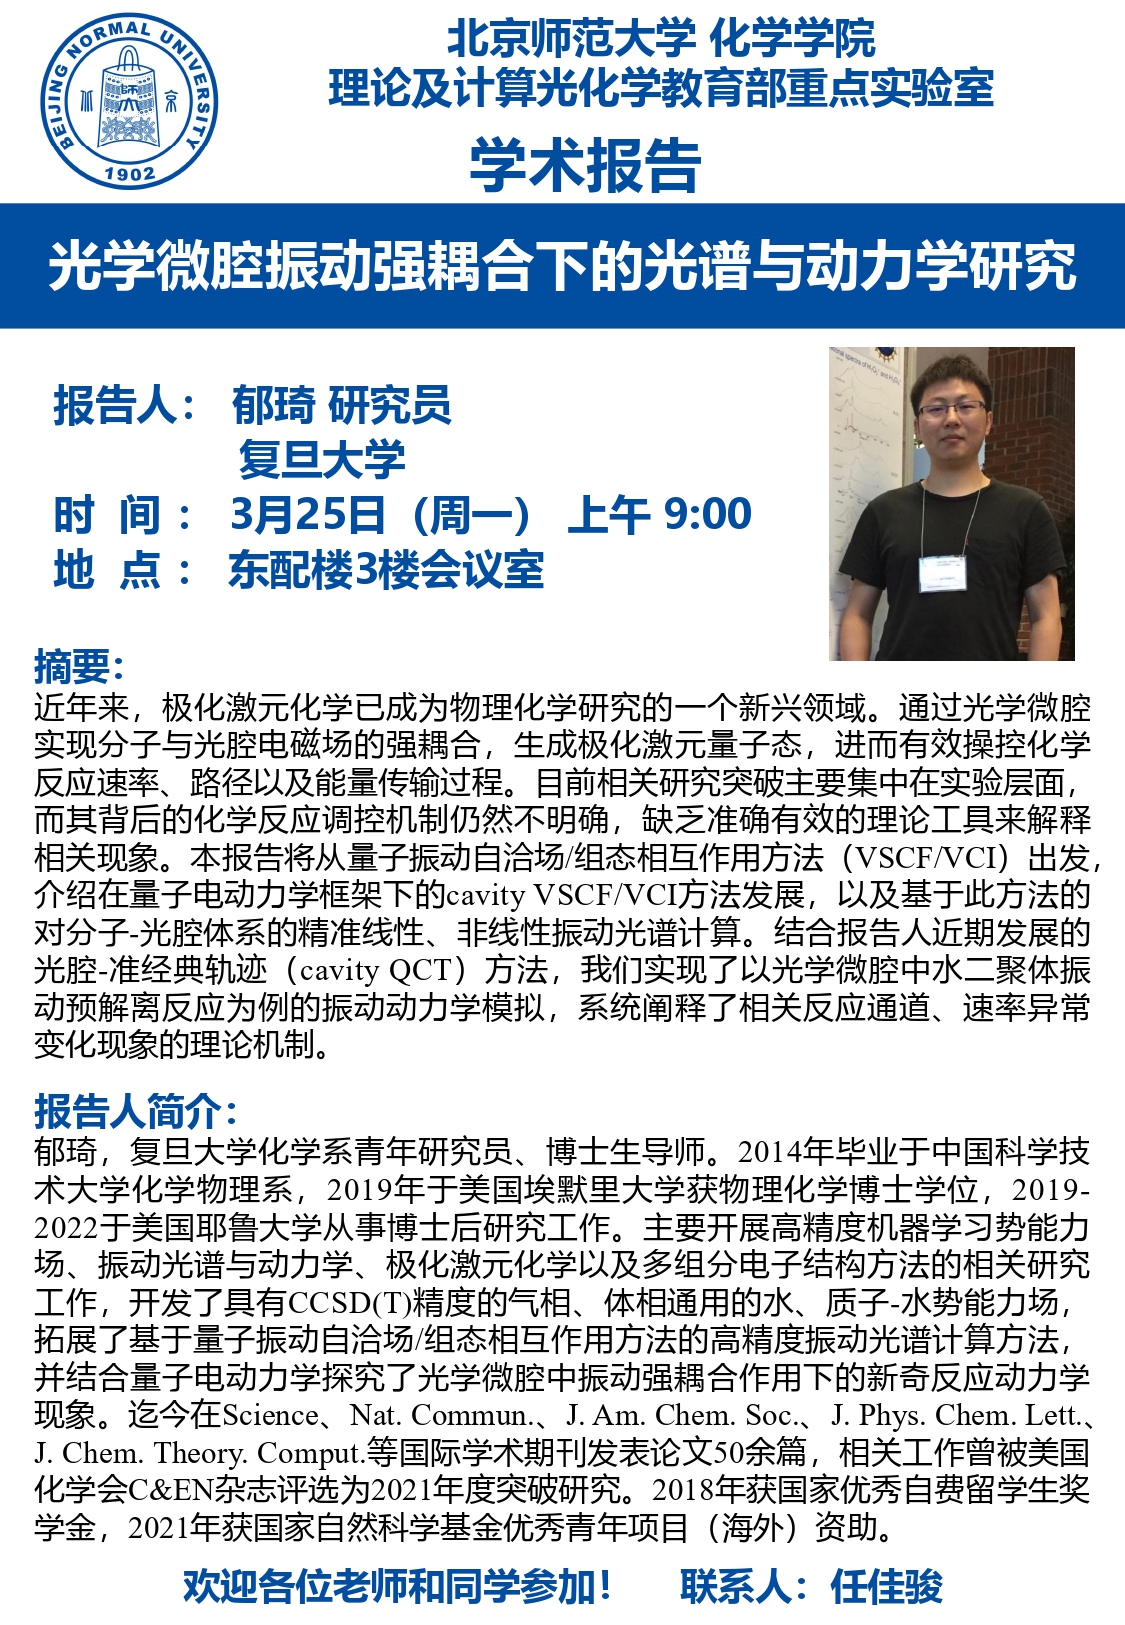 BEIJING NORMAL UNIVERSITY
师大
北 京
1902
北京师范大学 化学学院
理论及计算光化学教育部重点实验室
学术报告
光学微腔振动强耦合下的光谱与动力学研究
报告人： 郁琦 研究员
复旦大学
时 间 ： 3月25日（周一） 上午 9:00
地 点 ： 东配楼3楼会议室
摘要：
近年来，极化激元化学已成为物理化学研究的一个新兴领域。通过光学微腔
实现分子与光腔电磁场的强耦合，生成极化激元量子态，进而有效操控化学
反应速率、路径以及能量传输过程。目前相关研究突破主要集中在实验层面，
而其背后的化学反应调控机制仍然不明确，缺乏准确有效的理论工具来解释
相关现象。本报告将从量子振动自洽场/组态相互作用方法（VSCF/VCI）出发，
介绍在量子电动力学框架下的cavity VSCF/VCI方法发展，以及基于此方法的
对分子-光腔体系的精准线性、非线性振动光谱计算。结合报告人近期发展的
光腔-准经典轨迹（cavity QCT）方法，我们实现了以光学微腔中水二聚体振
动预解离反应为例的振动动力学模拟，系统阐释了相关反应通道、速率异常
变化现象的理论机制。
报告人简介：
郁琦，复旦大学化学系青年研究员、博士生导师。2014年毕业于中国科学技
术大学化学物理系，2019年于美国埃默里大学获物理化学博士学位，2019-
2022于美国耶鲁大学从事博士后研究工作。主要开展高精度机器学习势能力
场、振动光谱与动力学、极化激元化学以及多组分电子结构方法的相关研究
工作，开发了具有CCSD(T)精度的气相、体相通用的水、质子-水势能力场，
拓展了基于量子振动自洽场/组态相互作用方法的高精度振动光谱计算方法，
并结合量子电动力学探究了光学微腔中振动强耦合作用下的新奇反应动力学
现象。迄今在Science、Nat. Commun.、J. Am. Chem. Soc.、J. Phys. Chem. Lett.、
J. Chem. Theory. Comput.等国际学术期刊发表论文50余篇，相关工作曾被美国
化学会C&EN杂志评选为2021年度突破研究。2018年获国家优秀自费留学生奖
学金，2021年获国家自然科学基金优秀青年项目（海外）资助。
欢迎各位老师和同学参加！ 联系人：任佳骏